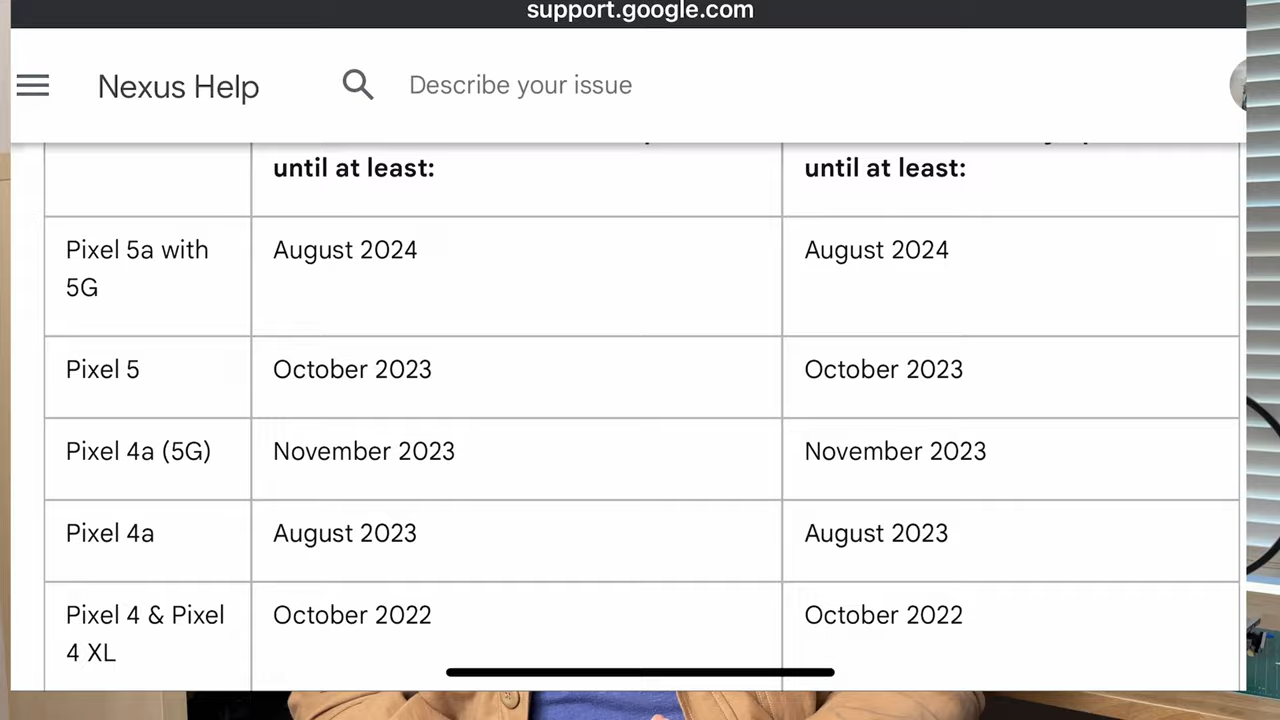 support.google.com
Nexus Help
Describe your issue
until at least:
until at least:
Pixel 5a with
5G
August 2024
August 2024
Pixel 5
October 2023
October 2023
Pixel 4a (5G)
November 2023
November 2023
Pixel 4a
August 2023
August 2023
Pixel 4 & Pixel
4 XL
October 2022
October 2022